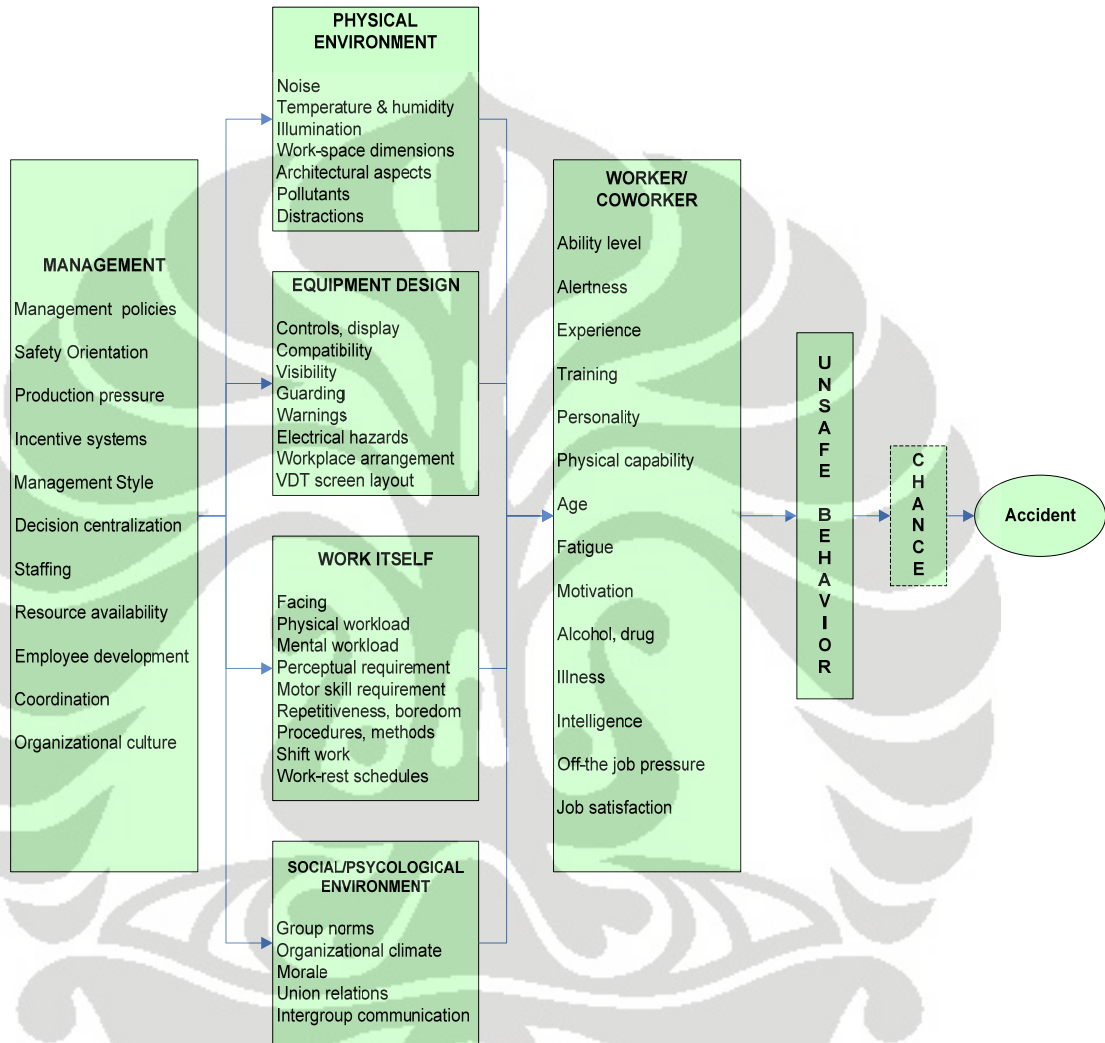 MANAGEMENT
Management policies
Safety Orientation
Production pressure
Incentive systems
Management Style
Decision centralization
Staffing
Resource availability
Employee development
Coordination
Organizational culture
PHYSICAL
ENVIRONMENT
Noise
Temperature & humidity
Illumination
Work-space dimensions
Architectural aspects
Pollutants
Distractions
EQUIPMENT DESIGN
Controls, display
Compatibility
Visibility
Guarding
Warnings
Electrical hazards
Workplace arrangement
VDT screen layout
WORK ITSELF
Facing
Physical workload
Mental workload
Perceptual requirement
Motor skill requirement
Repetitiveness, boredom
Procedures, methods
Shift work
Work-rest schedules
SOCIAL/PSYCOLOGICAL
ENVIRONMENT
Group norms
Organizational climate
Morale
Union relations
Intergroup communication
WORKER/
COWORKER
Ability level
Alertness
Experience
Training
Personality
Physical capability
Age
Fatigue
Motivation
Alcohol, drug
Illness
Intelligence
Off-the job pressure
Job satisfaction
UNSAFE BEHAVIOR
CHANCE
Accident